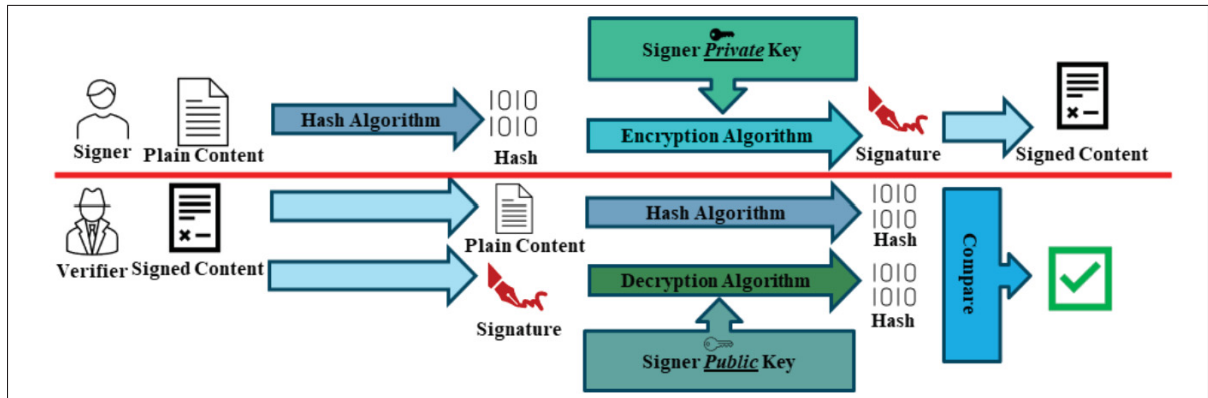 Signer Private Key
Hash Algorithm
1010
1010
Encryption Algorithm
Signer
Plain Content
Hash
Signature
Signed Content
Hash Algorithm
1010
1010
Plain Content
Hash
Verifier
Signed Content
Decryption Algorithm
1010
1010
Compare
Signature
Hash
Signer Public Key